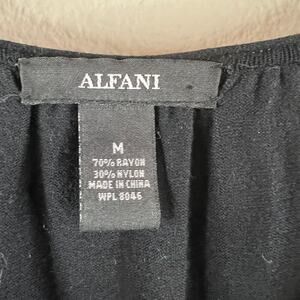 ALFANI
M
70% RAYON
30% NYLON
MADE IN CHINA
WPL 8046